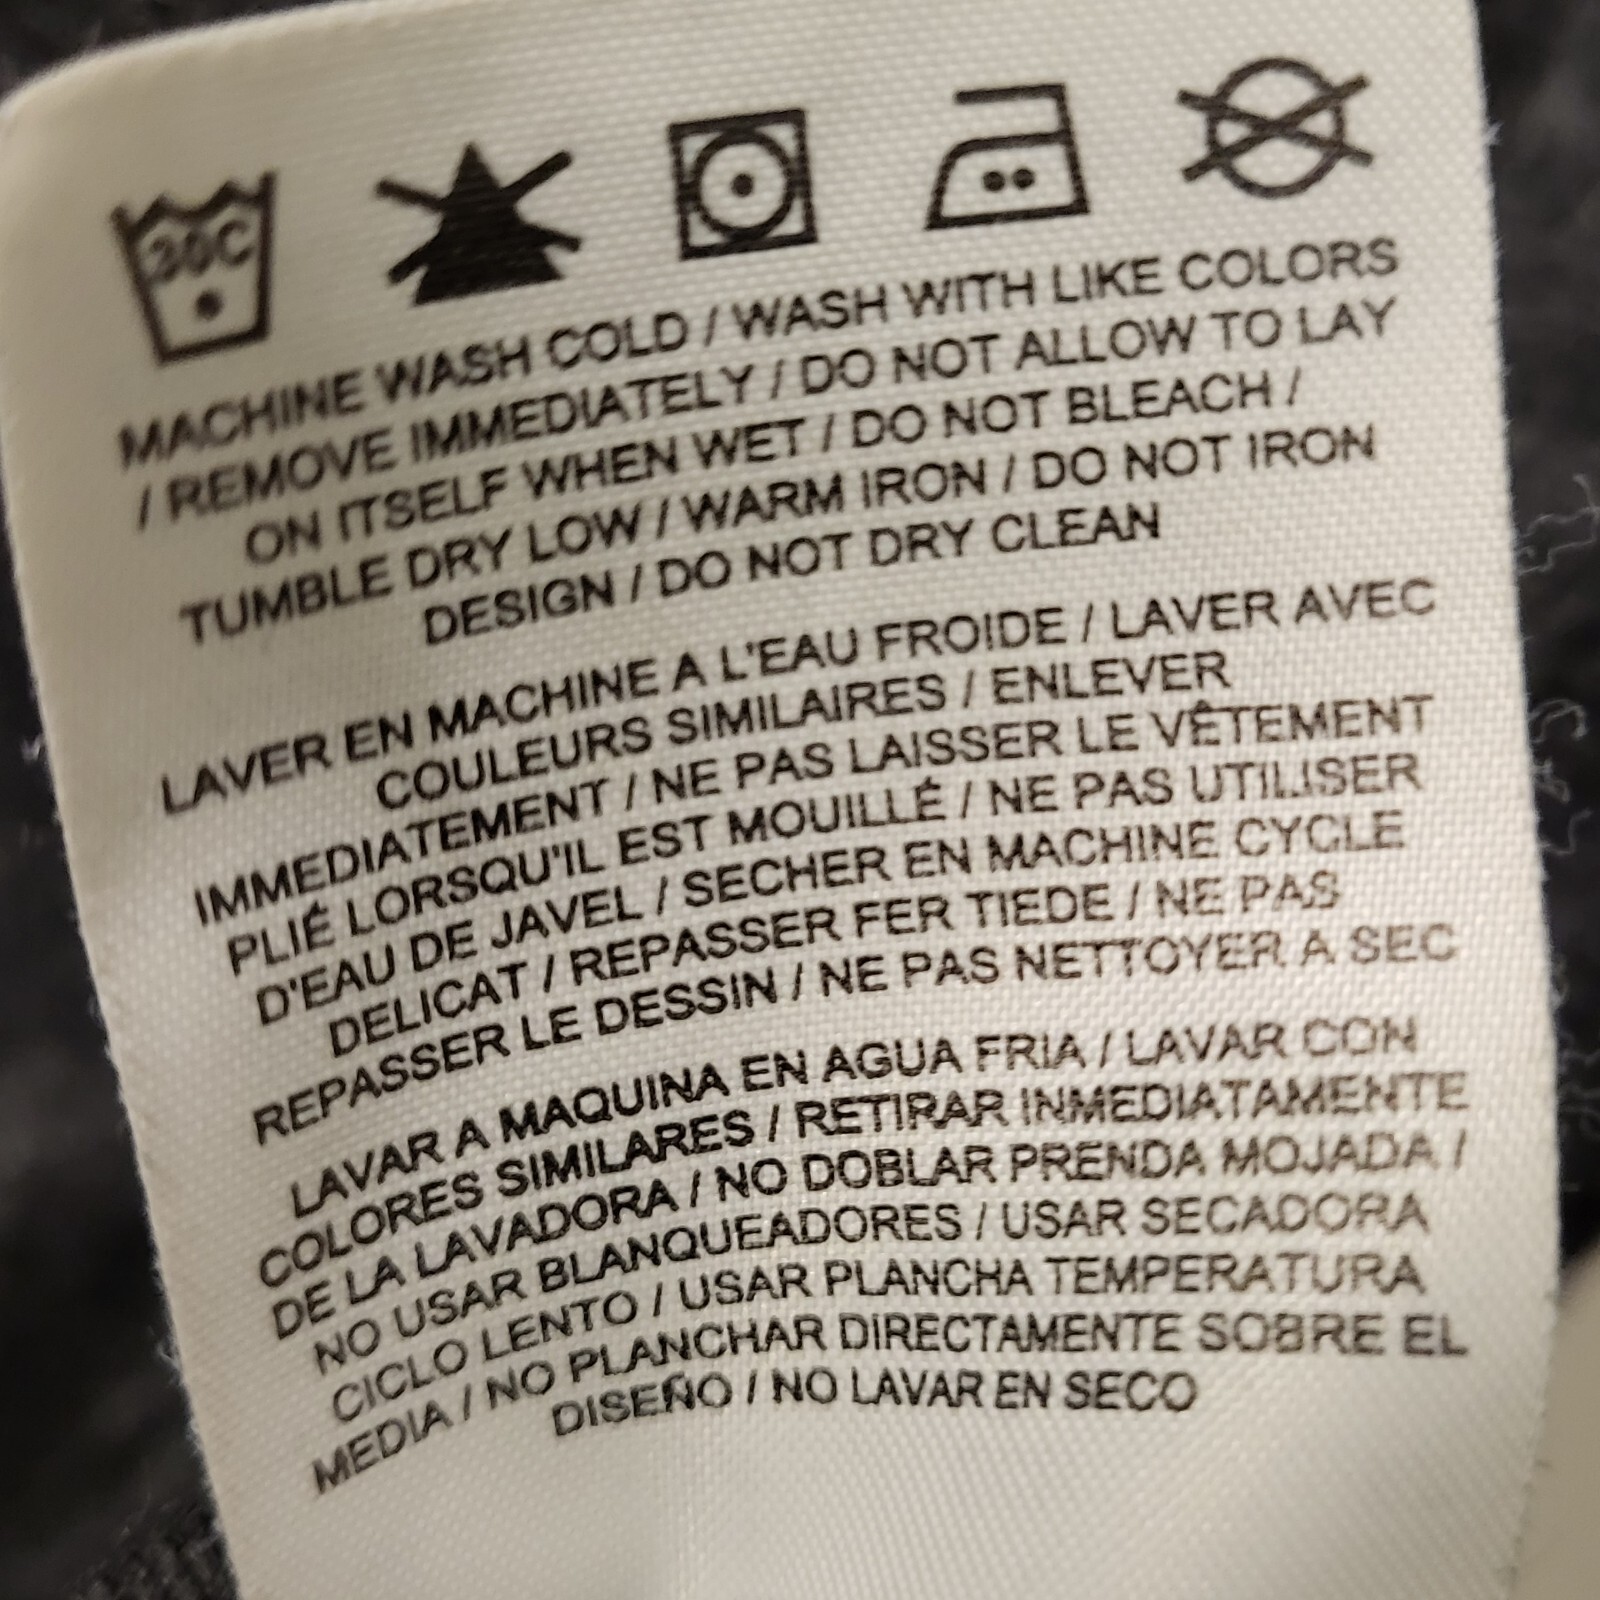 30C
MACHINE WASH COLD / WASH WITH LIKE COLORS
/ REMOVE IMMEDIATELY / DO NOT ALLOW TO LAY
ON ITSELF WHEN WET / DO NOT BLEACH /
TUMBLE DRY LOW / WARM IRON / DO NOT IRON
DESIGN / DO NOT DRY CLEAN
LAVER EN MACHINE A L'EAU FROIDE / LAVER AVEC
COULEURS SIMILAIRES / ENLEVER
IMMEDIATEMENT / NE PAS LAISSER LE VÊTEMENT
PLIÉ LORSQU'IL EST MOUILLÉ / NE PAS UTILISER
D'EAU DE JAVEL / SECHER EN MACHINE CYCLE
DELICAT / REPASSER FER TIEDE / NE PAS
REPASSER LE DESSIN / NE PAS NETTOYER A SEC
LAVAR A MAQUINA EN AGUA FRIA / LAVAR CON
COLORES SIMILARES / RETIRAR INMEDIATAMENTE
DE LA LAVADORA / NO DOBLAR PRENDA MOJADA /
NO USAR BLANQUEADORES / USAR SECADORA
CICLO LENTO / USAR PLANCHA TEMPERATURA
MEDIA / NO PLANCHAR DIRECTAMENTE SOBRE EL
DISEÑO / NO LAVAR EN SECO